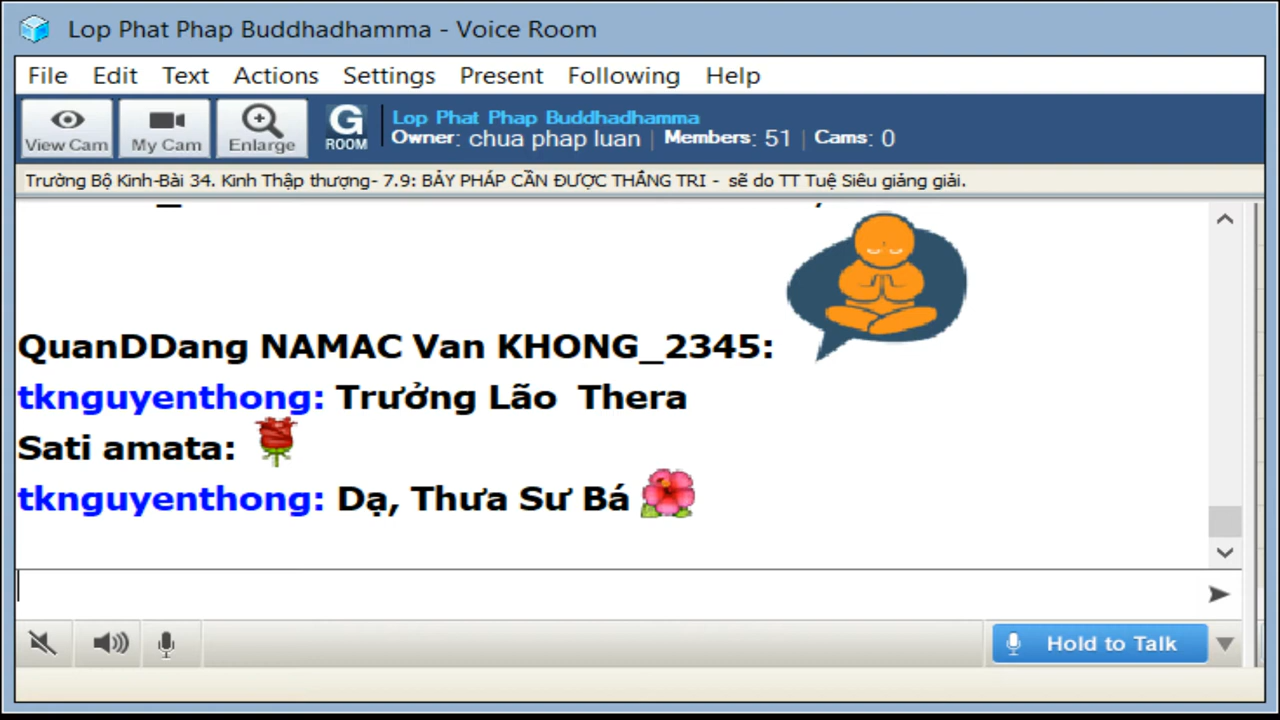 Lop Phat Phap Buddhadhamma - Voice Room
File Edit Text Actions Settings Present Following Help
View Cam My Cam Enlarge G ROOM
Lop Phat Phap Buddhadhamma
Owner: chua phap luan | Members: 51 | Cams: 0
Trường Bộ Kinh-Bài 34. Kinh Thập thượng- 7.9: BẢY PHÁP CẦN ĐƯỢC THẮNG TRI - sẽ do TT Tuệ Siêu giảng giải.
QuanDDang NAMAC Van KHONG_2345:
tknguyenthong: Trưởng Lão Thera
Sati amata:
tknguyenthong: Dạ, Thưa Sư Bá
Hold to Talk